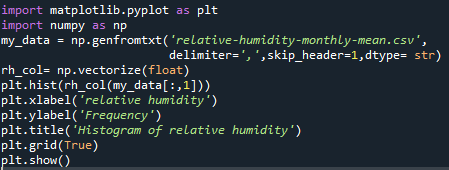 import matplotlib.pyplot as plt
import numpy as np
my_data = np.genfromtxt('relative-humidity-monthly-mean.csv',
delimiter=',',skip_header=1,dtype= str)
rh_col= np.vectorize(float)
plt.hist(rh_col(my_data[:,1]))
plt.xlabel('relative humidity')
plt.ylabel('Frequency')
plt.title('Histogram of relative humidity')
plt.grid(True)
plt.show()